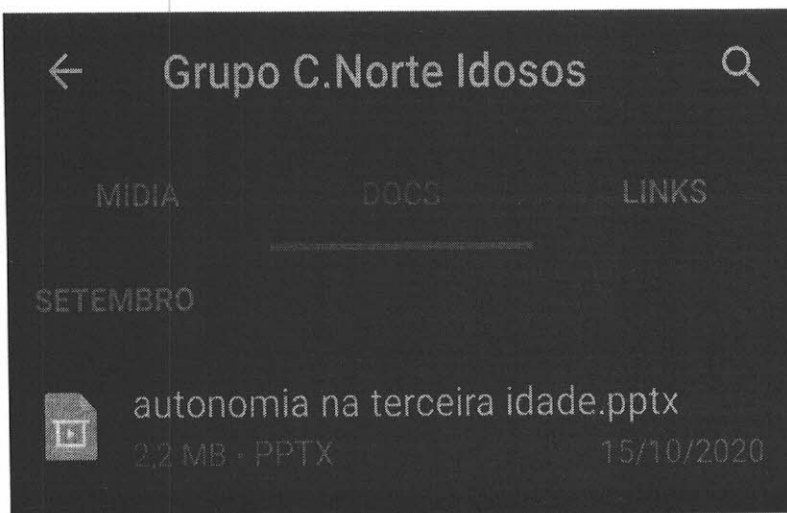 Grupo C.Norte Idosos
MÍDIA DOCS LINKS
SETEMBRO
autonomia na terceira idade.pptx
2,2 MB · PPTX 15/10/2020